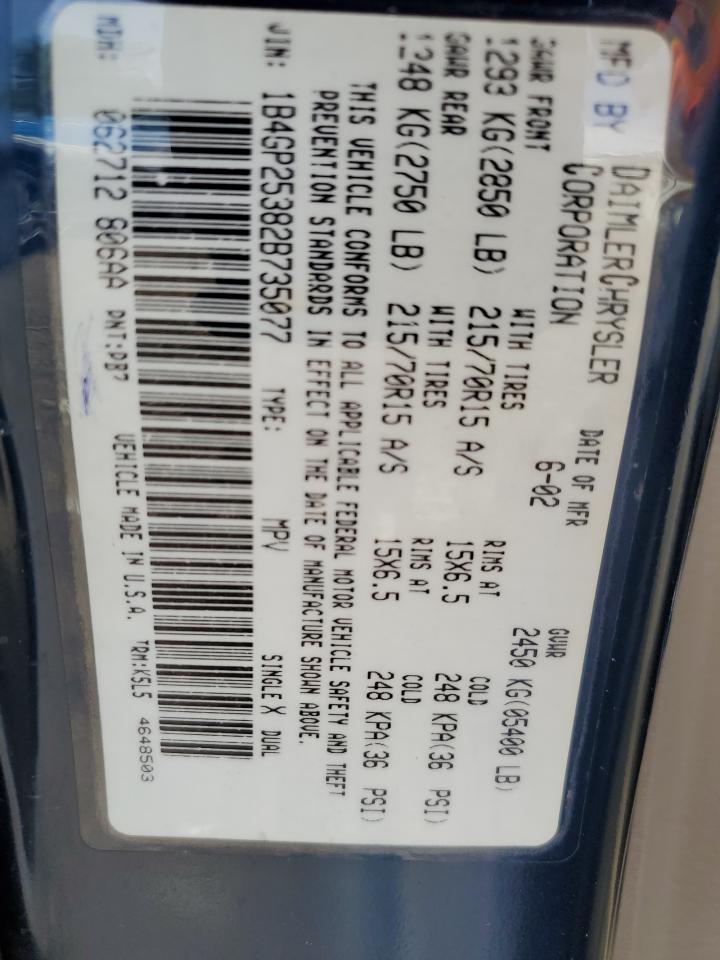 MFD BY DAIMLERCHRYSLER CORPORATION
DATE OF MFR 6-02
GVWR 2450 KG(05400 LB)
GAWR FRONT WITH TIRES RIMS AT COLD
1293 KG(2850 LB) 215/70R15 A/S 15X6.5 248 KPA(36 PSI)
GAWR REAR WITH TIRES RIMS AT COLD
1248 KG(2750 LB) 215/70R15 A/S 15X6.5 248 KPA(36 PSI)
THIS VEHICLE CONFORMS TO ALL APPLICABLE FEDERAL MOTOR VEHICLE SAFETY AND THEFT
PREVENTION STANDARDS IN EFFECT ON THE DATE OF MANUFACTURE SHOWN ABOVE.
VIN: 1B4GP25382B735077 TYPE: MPV SINGLE X DUAL
MDH: 062712 806AA PNT:PB7 VEHICLE MADE IN U.S.A. TRM:K5L5 4648503